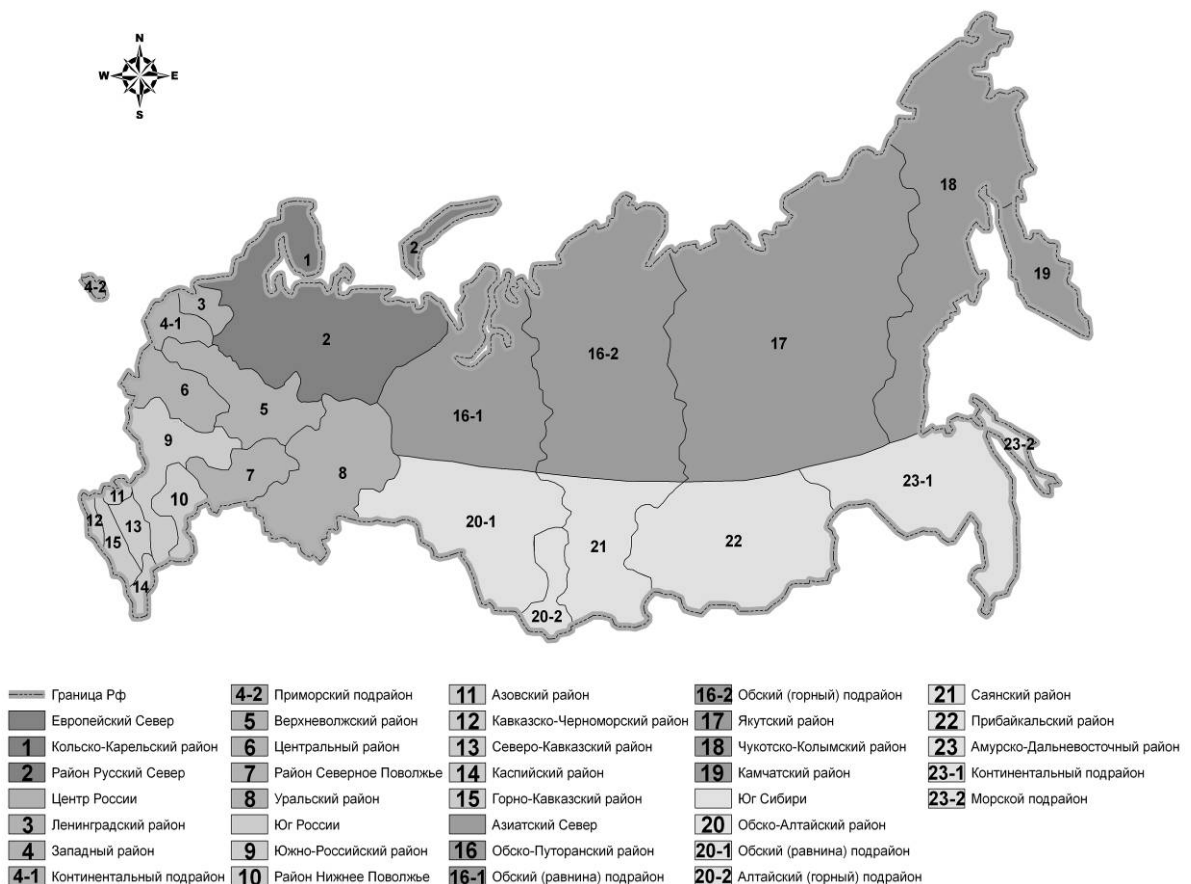 N
W E
S
1
2
18
19
4-2
3
4-1
2
16-2
17
6
5
16-1
23-2
9
7
8
23-1
10
11
12
13
20-1
15
21
22
14
20-2
Граница Рф
Европейский Север
1 Кольско-Карельский район
2 Район Русский Север
Центр России
3 Ленинградский район
4 Западный район
4-1 Континентальный подрайон
4-2 Приморский подрайон
5 Верхневолжский район
6 Центральный район
7 Район Северное Поволжье
8 Уральский район
Юг России
9 Южно-Российский район
10 Район Нижнее Поволжье
11 Азовский район
12 Кавказско-Черноморский район
13 Северо-Кавказский район
14 Каспийский район
15 Горно-Кавказский район
Азиатский Север
16 Обско-Путоранский район
16-1 Обский (равнина) подрайон
16-2 Обский (горный) подрайон
17 Якутский район
18 Чукотско-Колымский район
19 Камчатский район
Юг Сибири
20 Обско-Алтайский район
20-1 Обский (равнина) подрайон
20-2 Алтайский (горный) подрайон
21 Саянский район
22 Прибайкальский район
23 Амурско-Дальневосточный район
23-1 Континентальный подрайон
23-2 Морской подрайон